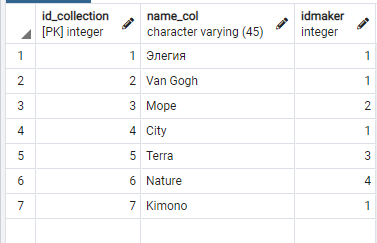 id_collection name_col idmaker
[PK] integer character varying (45) integer
1 1 Элегия 1
2 2 Van Gogh 1
3 3 Море 2
4 4 City 1
5 5 Terra 3
6 6 Nature 4
7 7 Kimono 1